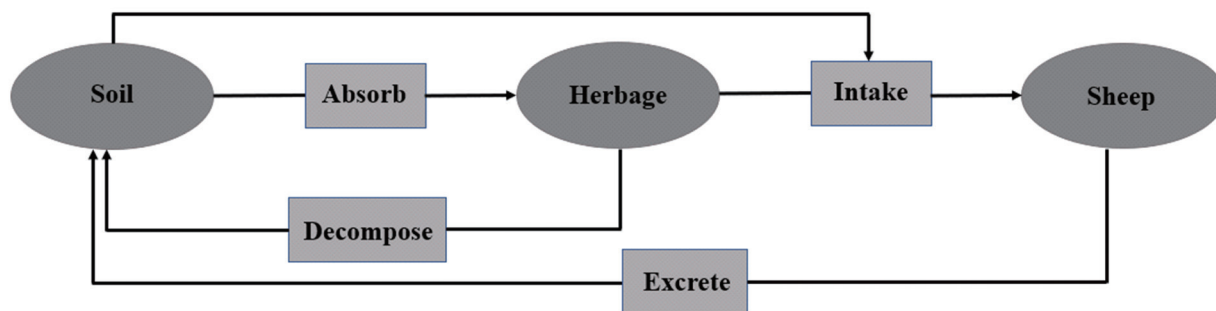 Soil
Absorb
Herbage
Intake
Sheep
Decompose
Excrete